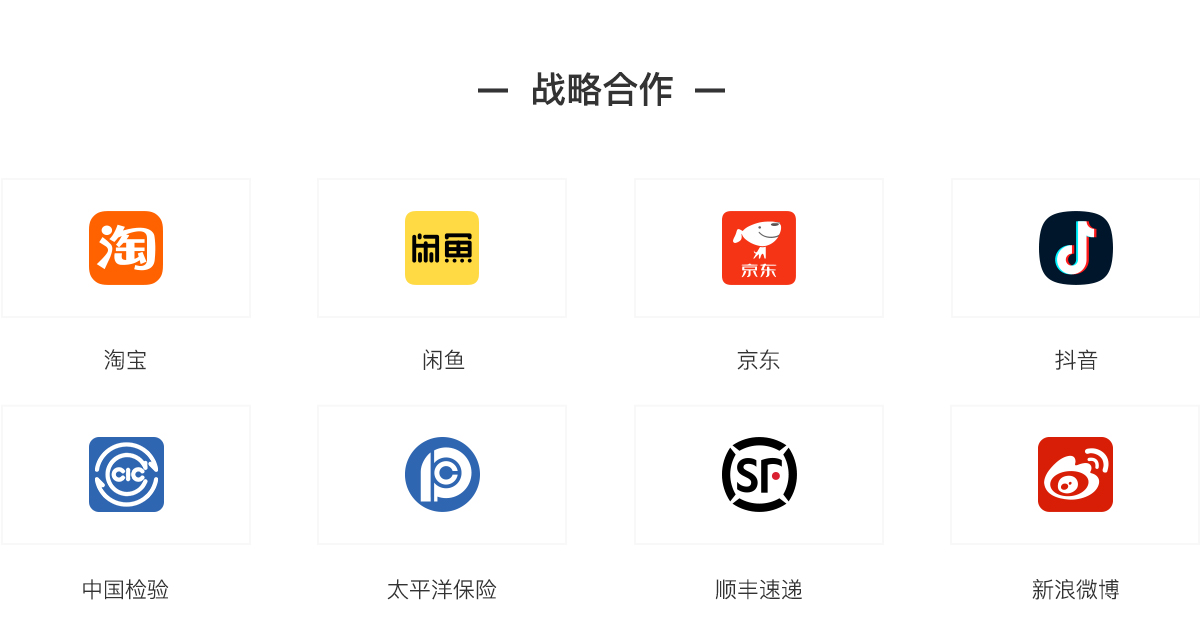 — 战略合作 —
淘
闲鱼
京东
淘宝
闲鱼
京东
抖音
CIC
SF
中国检验
太平洋保险
顺丰速递
新浪微博